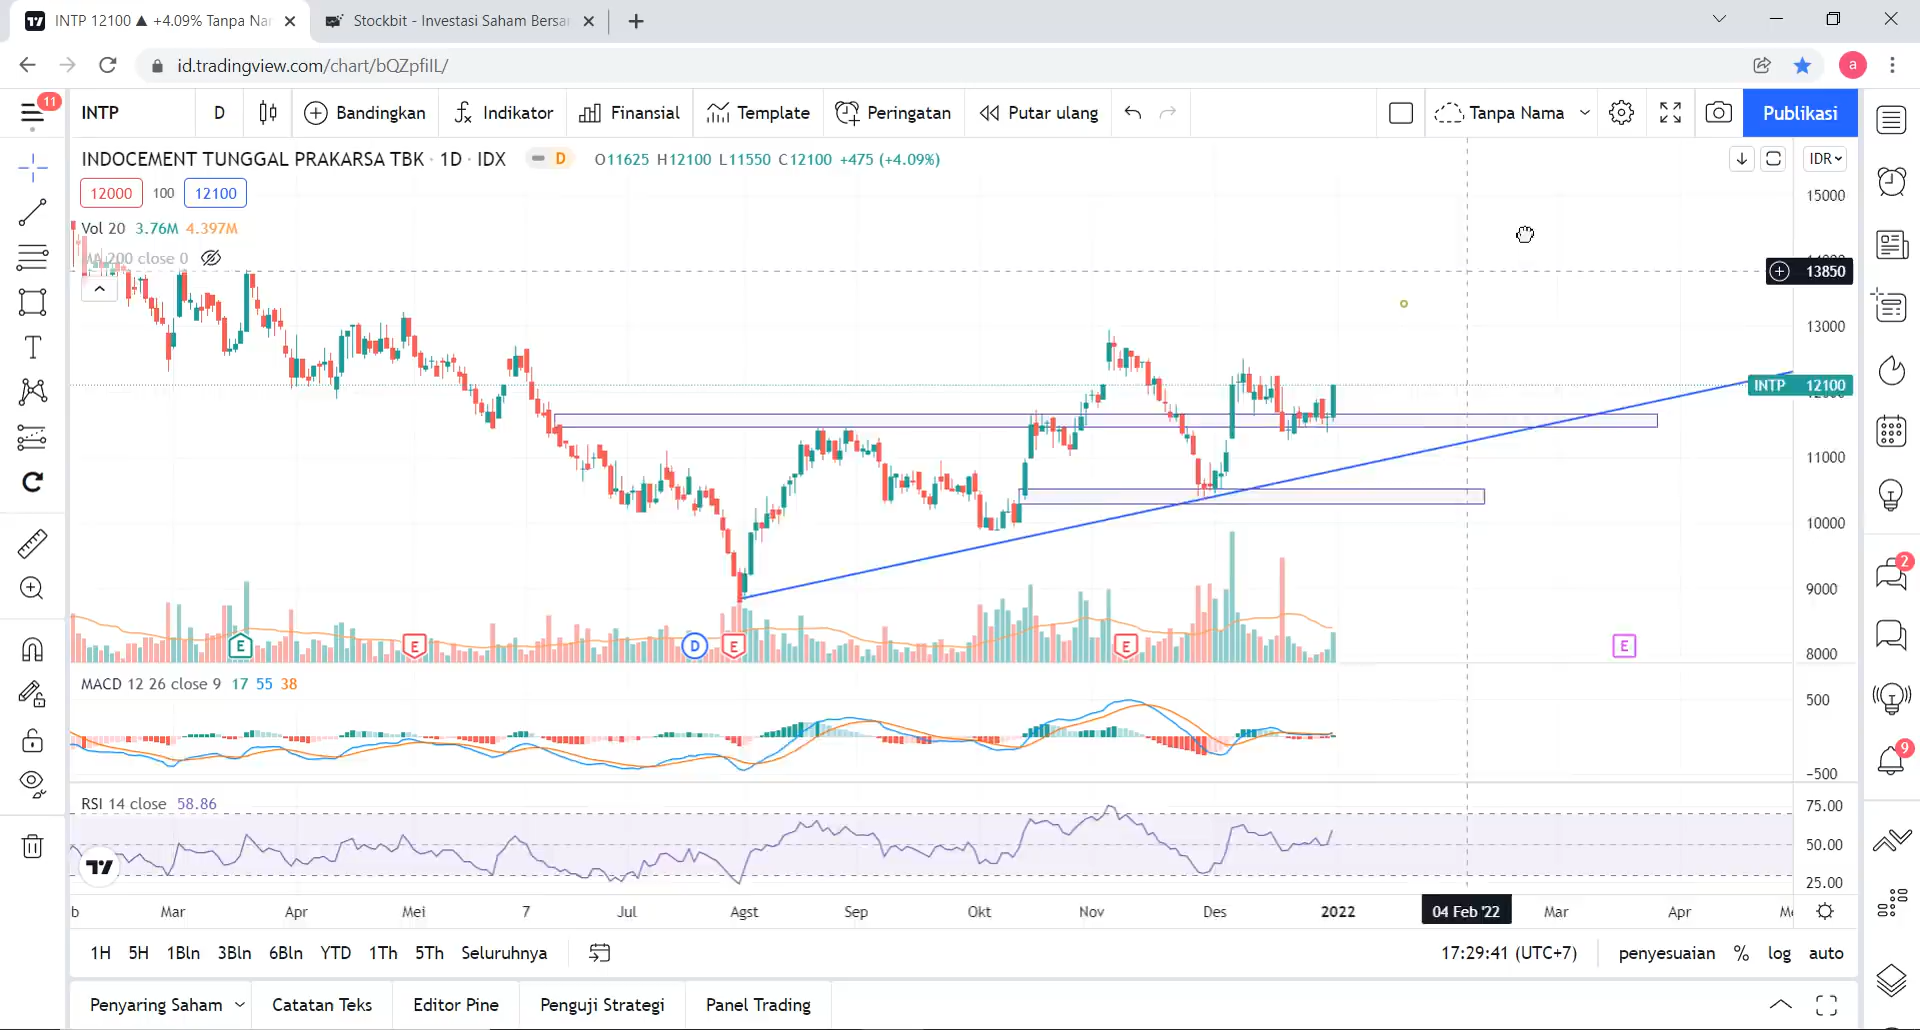 INTP 12100 ▲ +4.09% Tanpa Na
Stockbit - Investasi Saham Bersa
id.tradingview.com/chart/bQZpfiIL/
a
11
INTP
D
Bandingkan
Indikator
Finansial
Template
Peringatan
Putar ulang
Tanpa Nama
Publikasi
INDOCEMENT TUNGGAL PRAKARSA TBK · 1D · IDX
D
O11625 H12100 L11550 C12100 +475 (+4.09%)
IDR
12000
100
12100
15000
Vol 20 3.76M 4.397M
MA 200 close 0
13850
13000
INTP 12100
11000
10000
9000
8000
E
E
D
E
E
E
MACD 12 26 close 9 17 55 38
500
-500
RSI 14 close 58.86
75.00
50.00
25.00
b
Mar
Apr
Mei
7
Jul
Agst
Sep
Okt
Nov
Des
2022
04 Feb '22
Mar
Apr
1H
5H
1Bln
3Bln
6Bln
YTD
1Th
5Th
Seluruhnya
17:29:41 (UTC+7)
penyesuaian
%
log
auto
Penyaring Saham
Catatan Teks
Editor Pine
Penguji Strategi
Panel Trading
2
9